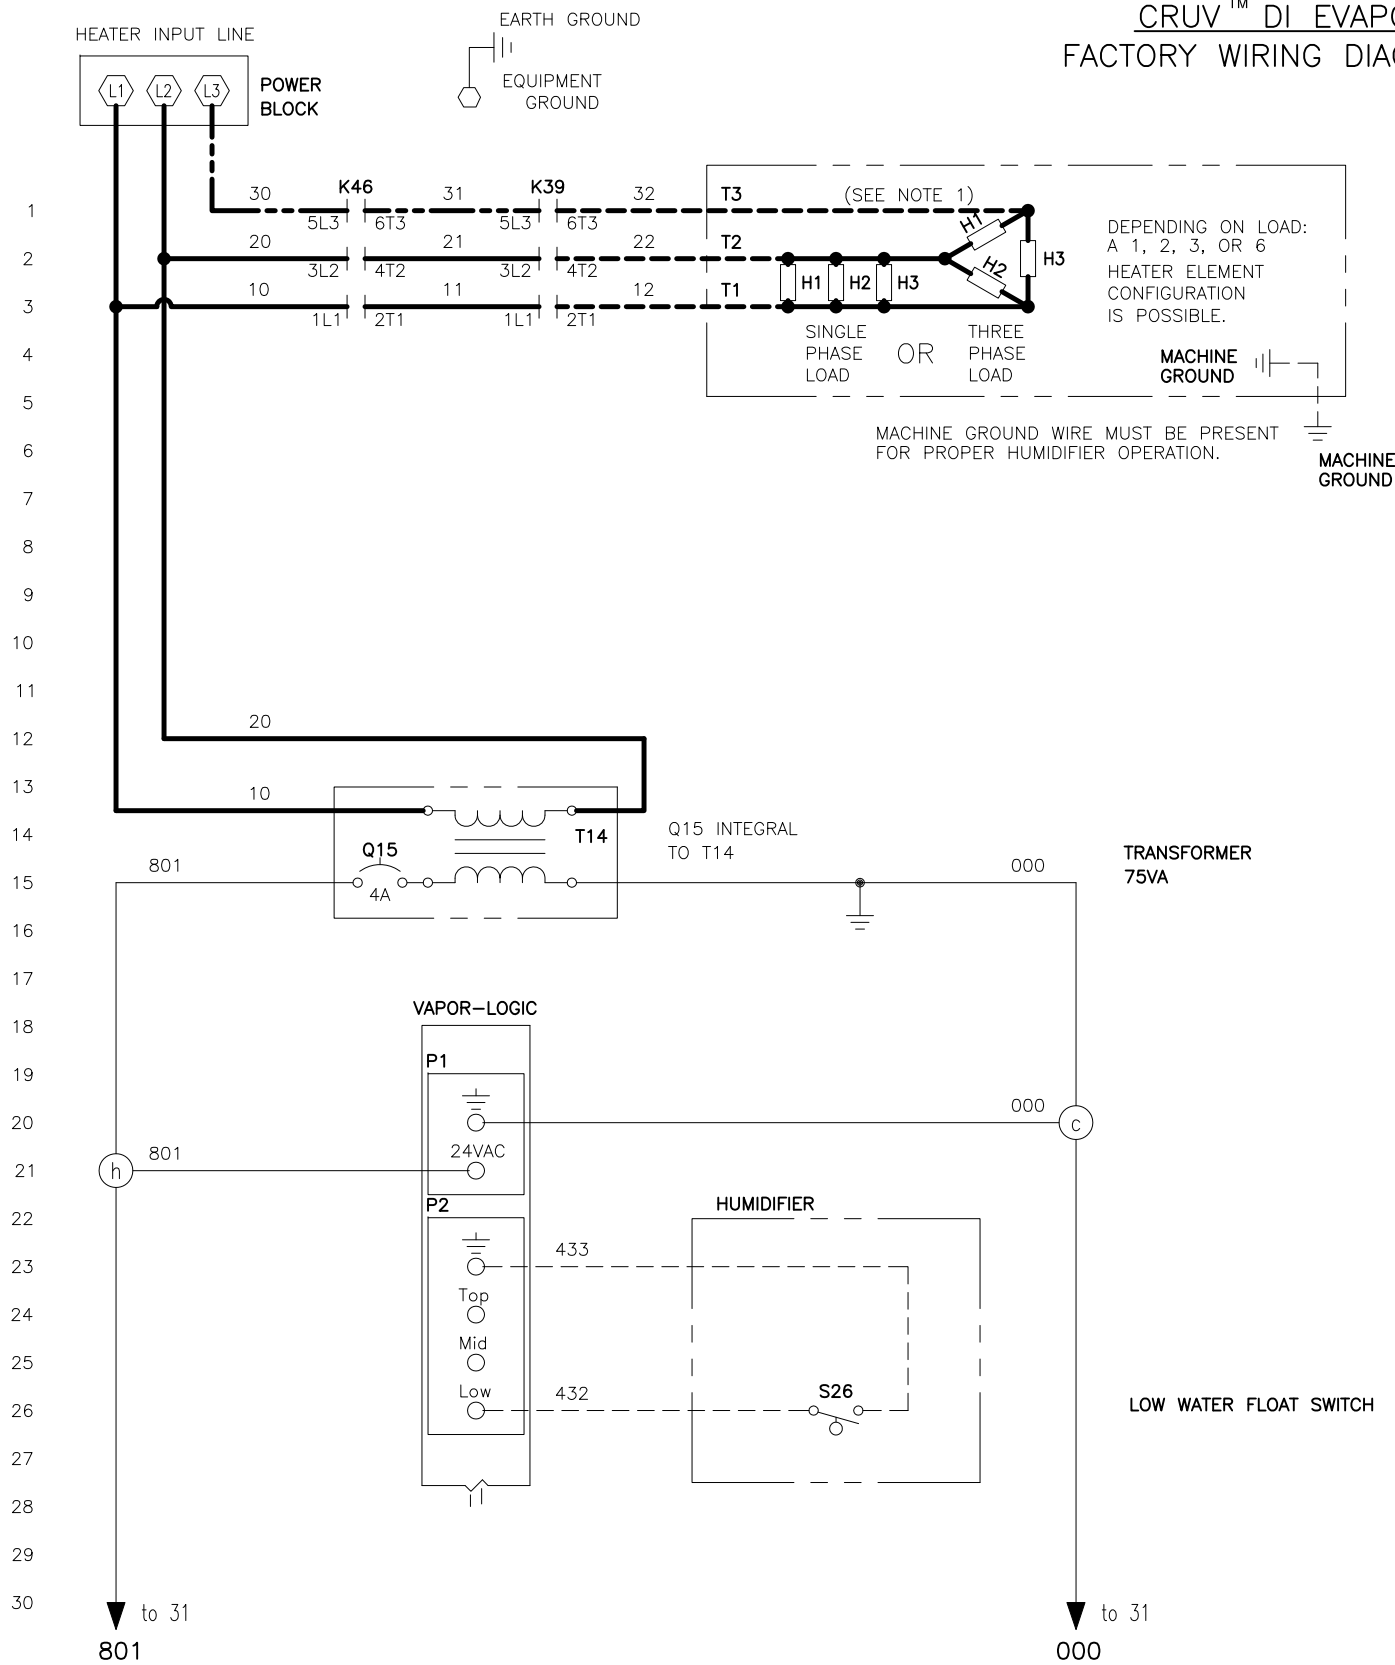 CRUV™ DI EVAPO
FACTORY WIRING DIA
EARTH GROUND
HEATER INPUT LINE
EQUIPMENT
GROUND
L1 L2 L3
POWER
BLOCK
1
30 K46 31 K39 32 T3 (SEE NOTE 1)
5L3 6T3 5L3 6T3
H1
DEPENDING ON LOAD:
A 1, 2, 3, OR 6
HEATER ELEMENT
CONFIGURATION
IS POSSIBLE.
2
20 21 22 T2
3L2 4T2 3L2 4T2
H2 H3
H1 H2 H3
3
10 11 12 T1
1L1 2T1 1L1 2T1
SINGLE
PHASE
LOAD
OR
THREE
PHASE
LOAD
4
MACHINE
GROUND
5
MACHINE GROUND WIRE MUST BE PRESENT
FOR PROPER HUMIDIFIER OPERATION.
6
MACHINE
GROUND
7
8
9
10
11
20
12
13
10
14
T14
Q15 INTEGRAL
TO T14
Q15
4A
15
801
000
TRANSFORMER
75VA
16
17
18
VAPOR-LOGIC
19
P1
20
000
c
24VAC
21
h
801
22
P2
HUMIDIFIER
23
433
Top
24
Mid
25
Low
26
432
S26
LOW WATER FLOAT SWITCH
27
28
29
30
to 31
801
to 31
000